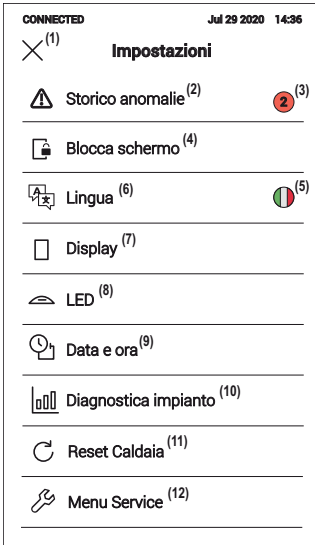 CONNECTED Jul 29 2020 14:36
(1) Impostazioni
Storico anomalie (2) 2 (3)
Blocca schermo (4)
Lingua (6) (5)
Display (7)
LED (8)
Data e ora (9)
Diagnostica impianto (10)
Reset Caldaia (11)
Menu Service (12)